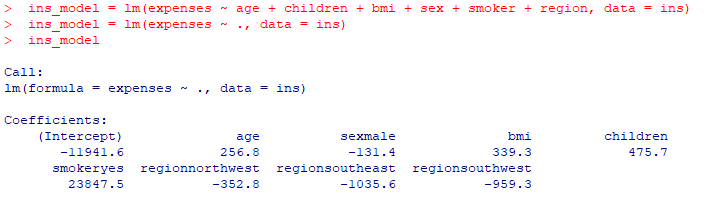 > ins_model = lm(expenses ~ age + children + bmi + sex + smoker + region, data = ins)
> ins_model = lm(expenses ~ ., data = ins)
> ins_model
Call:
lm(formula = expenses ~ ., data = ins)
Coefficients:
(Intercept) age sexmale bmi children
-11941.6 256.8 -131.4 339.3 475.7
smokeryes regionnorthwest regionsoutheast regionsouthwest
23847.5 -352.8 -1035.6 -959.3